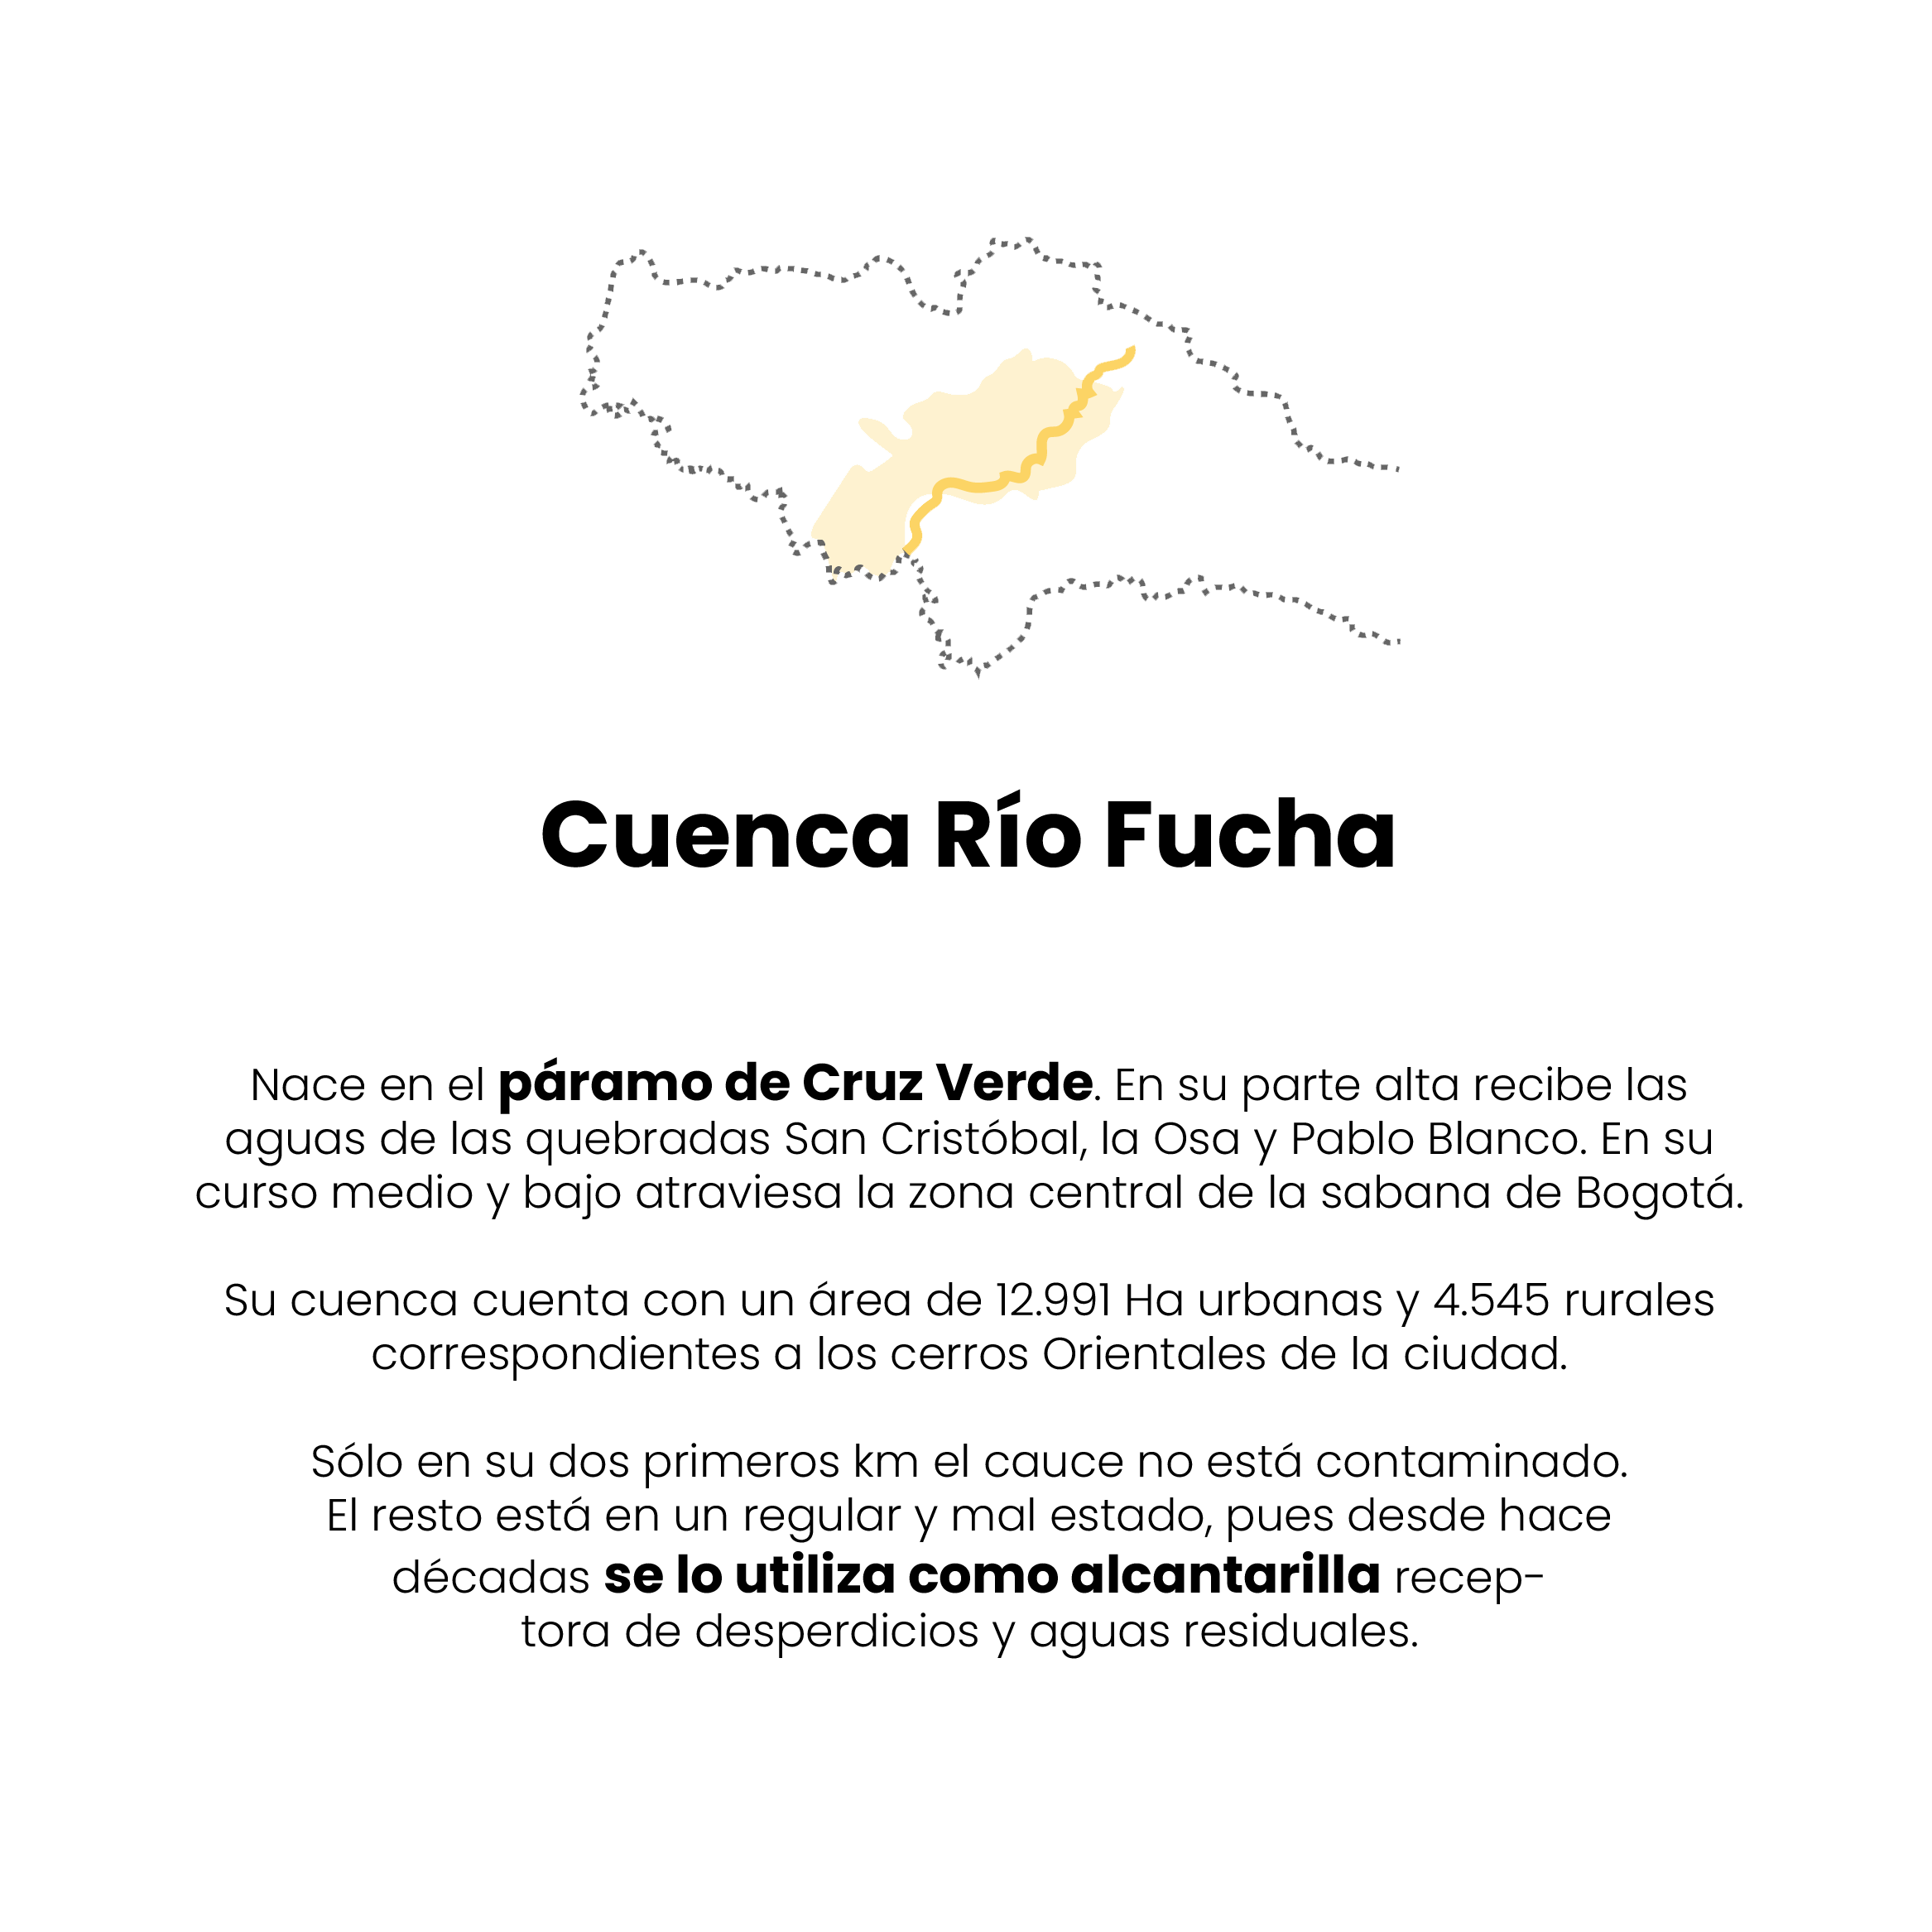 Cuenca Río Fucha
Nace en el páramo de Cruz Verde. En su parte alta recibe las
aguas de las quebradas San Cristóbal, la Osa y Pablo Blanco. En su
curso medio y bajo atraviesa la zona central de la sabana de Bogotá.
Su cuenca cuenta con un área de 12.991 Ha urbanas y 4.545 rurales
correspondientes a los cerros Orientales de la ciudad.
Sólo en su dos primeros km el cauce no está contaminado.
El resto está en un regular y mal estado, pues desde hace
décadas se lo utiliza como alcantarilla recep-
tora de desperdicios y aguas residuales.